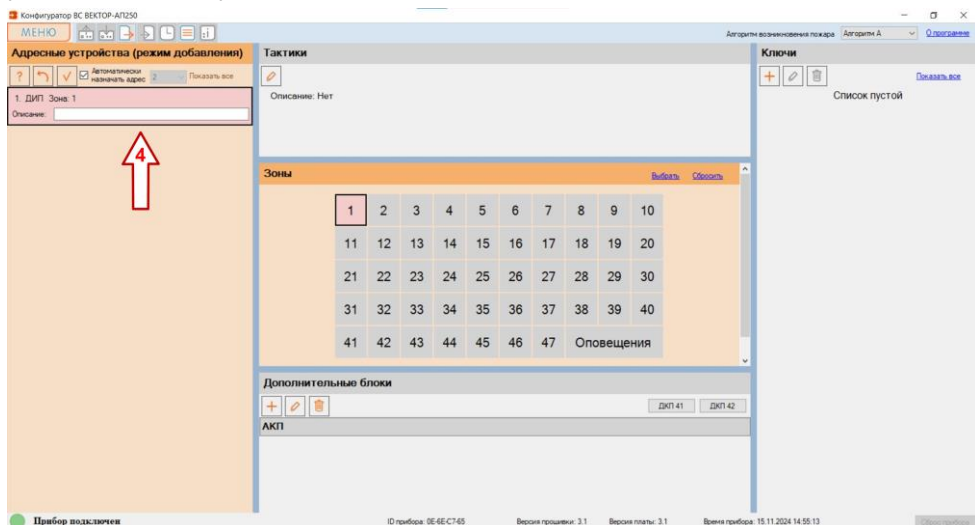 Конфигуратор ВС ВЕКТОР-АП250
МЕНЮ
Алгоритм возникновения пожара Алгоритм А О программе
Адресные устройства (режим добавления)
? Автоматически назначать адрес 2 Показать все
1. ДИП Зона: 1
Описание:
4
Тактики
Описание: Нет
Зоны Выбрать Сбросить
1 2 3 4 5 6 7 8 9 10
11 12 13 14 15 16 17 18 19 20
21 22 23 24 25 26 27 28 29 30
31 32 33 34 35 36 37 38 39 40
41 42 43 44 45 46 47 Оповещения
Дополнительные блоки
ДКП 41 ДКП 42
АКП
Ключи
Показать все
Список пустой
Прибор подключен ID прибора: 0E-6E-C7-65 Версия прошивки: 3.1 Версия платы: 3.1 Время прибора: 15.11.2024 14:55:13 Сброс прибора